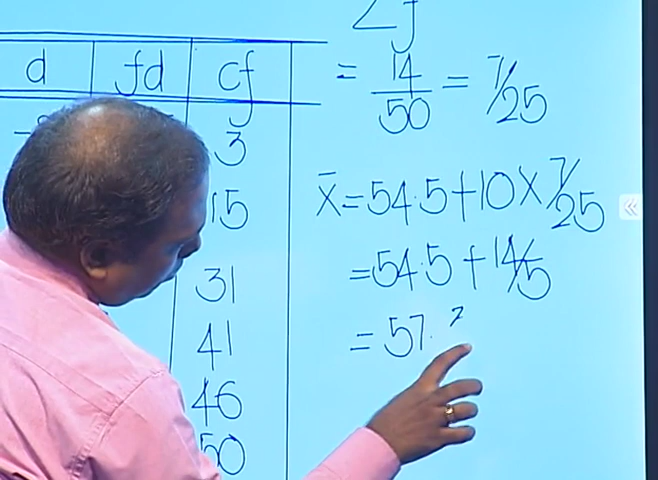 Σf
d fd cf
= 14/50 = 7/25
3
x̄ = 54.5 + 10 × 7/25
15
= 54.5 + 14/5
31
= 57.
41
46
50